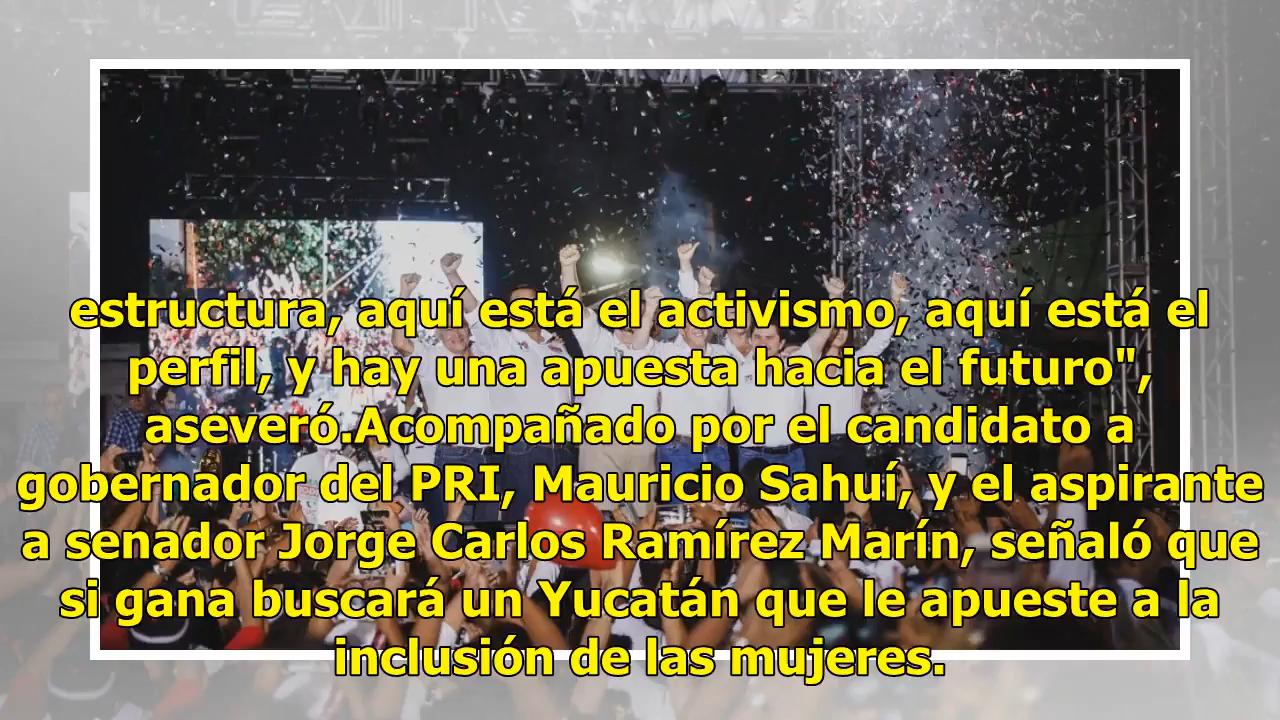 estructura, aquí está el activismo, aquí está el
perfil, y hay una apuesta hacia el futuro",
aseveró.Acompañado por el candidato a
gobernador del PRI, Mauricio Sahuí, y el aspirante
a senador Jorge Carlos Ramírez Marín, señaló que
si gana buscará un Yucatán que le apueste a la
inclusión de las mujeres.